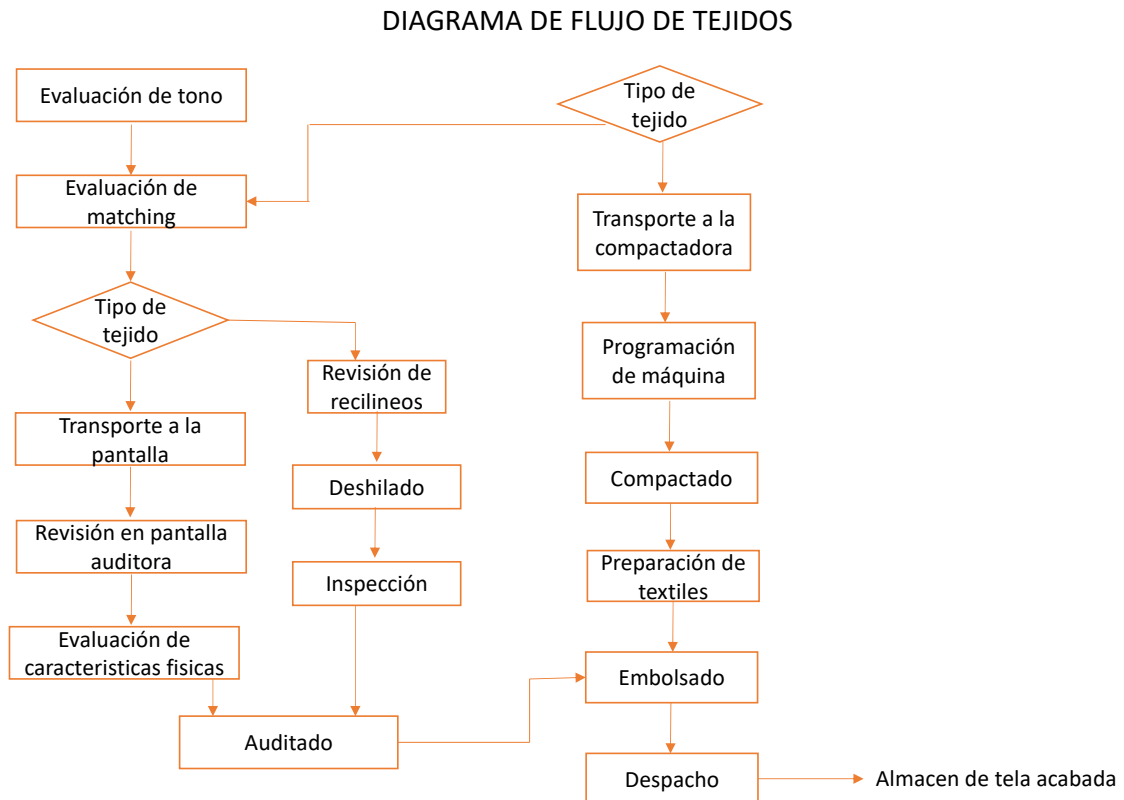 DIAGRAMA DE FLUJO DE TEJIDOS
Evaluación de tono
Evaluación de
matching
Tipo de
tejido
Transporte a la
pantalla
Revisión en pantalla
auditora
Evaluación de
caracteristicas fisicas
Revisión de
recilineos
Deshilado
Inspección
Auditado
Tipo de
tejido
Transporte a la
compactadora
Programación
de máquina
Compactado
Preparación de
textiles
Embolsado
Despacho
Almacen de tela acabada